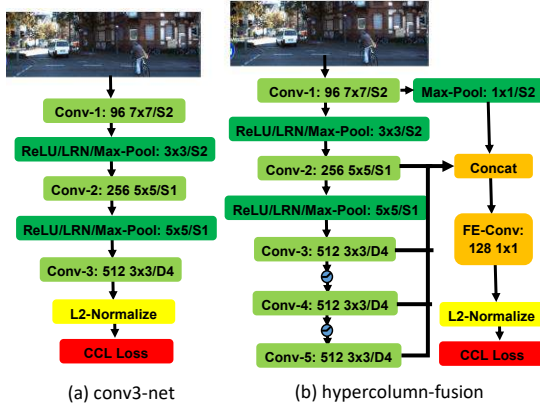 Conv-1: 96 7x7/S2
ReLU/LRN/Max-Pool: 3x3/S2
Conv-2: 256 5x5/S1
ReLU/LRN/Max-Pool: 5x5/S1
Conv-3: 512 3x3/D4
L2-Normalize
CCL Loss
(a) conv3-net
Conv-1: 96 7x7/S2
Max-Pool: 1x1/S2
ReLU/LRN/Max-Pool: 3x3/S2
Conv-2: 256 5x5/S1
Concat
ReLU/LRN/Max-Pool: 5x5/S1
FE-Conv:
128 1x1
Conv-3: 512 3x3/D4
Conv-4: 512 3x3/D4
L2-Normalize
Conv-5: 512 3x3/D4
CCL Loss
(b) hypercolumn-fusion